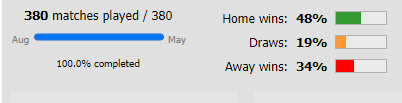 380 matches played / 380
Aug May
100.0% completed
Home wins: 48%
Draws: 19%
Away wins: 34%